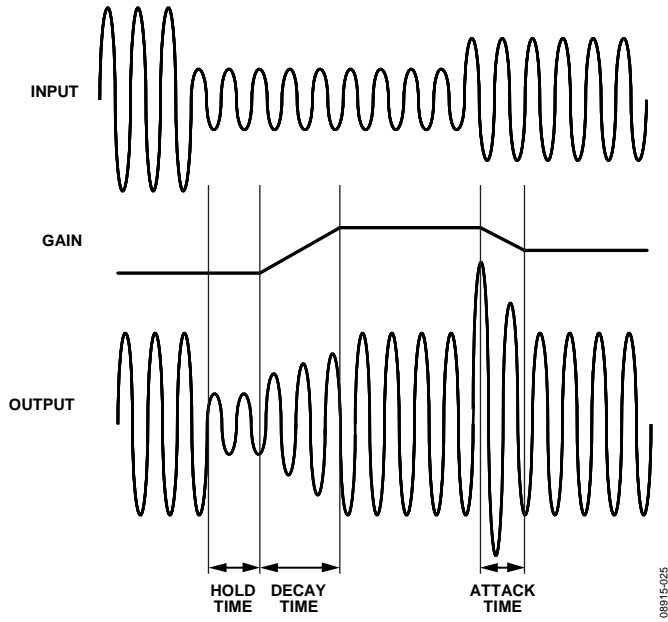 INPUT
GAIN
OUTPUT
HOLD
TIME
DECAY
TIME
ATTACK
TIME
08915-025